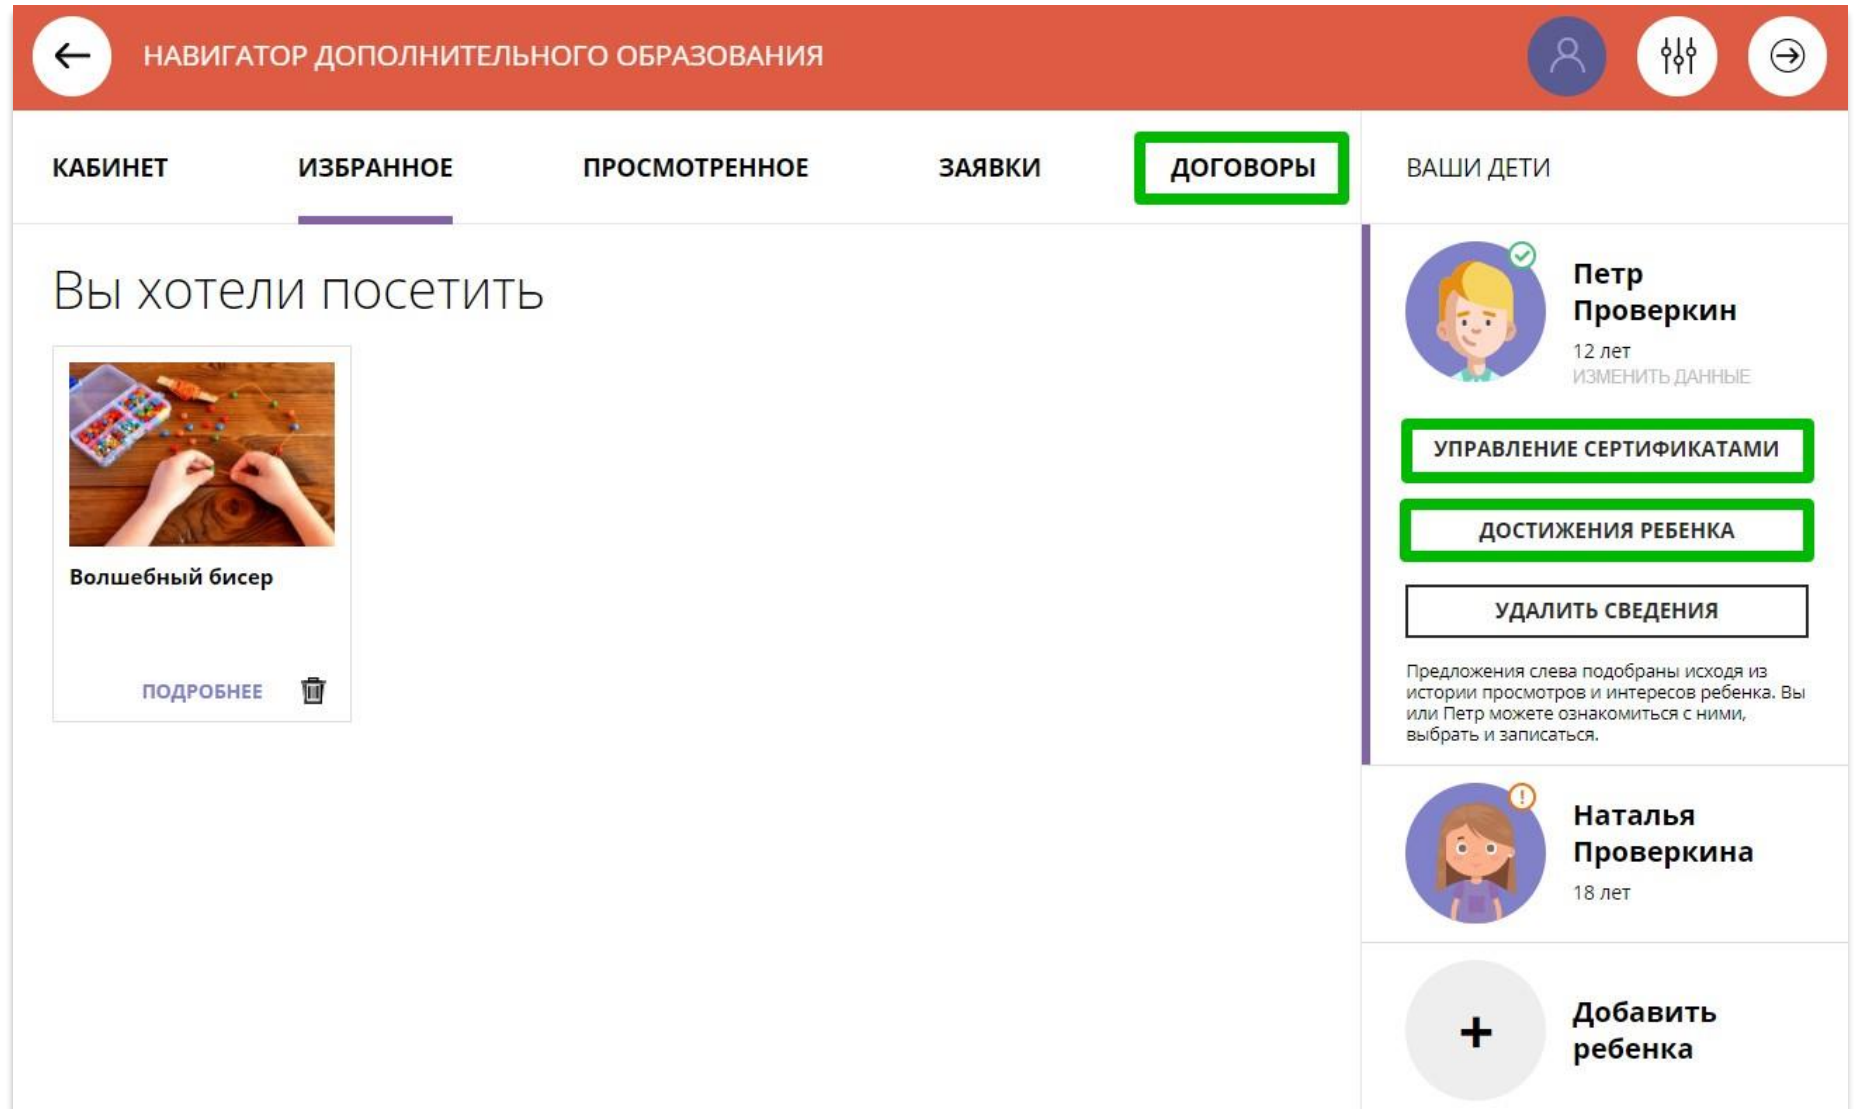 НАВИГАТОР ДОПОЛНИТЕЛЬНОГО ОБРАЗОВАНИЯ
КАБИНЕТ ИЗБРАННОЕ ПРОСМОТРЕННОЕ ЗАЯВКИ ДОГОВОРЫ
Вы хотели посетить
Волшебный бисер
ПОДРОБНЕЕ
ВАШИ ДЕТИ
Петр
Проверкин
12 лет
ИЗМЕНИТЬ ДАННЫЕ
УПРАВЛЕНИЕ СЕРТИФИКАТАМИ
ДОСТИЖЕНИЯ РЕБЕНКА
УДАЛИТЬ СВЕДЕНИЯ
Предложения слева подобраны исходя из
истории просмотров и интересов ребенка. Вы
или Петр можете ознакомиться с ними,
выбрать и записаться.
Наталья
Проверкина
18 лет
+
Добавить
ребенка